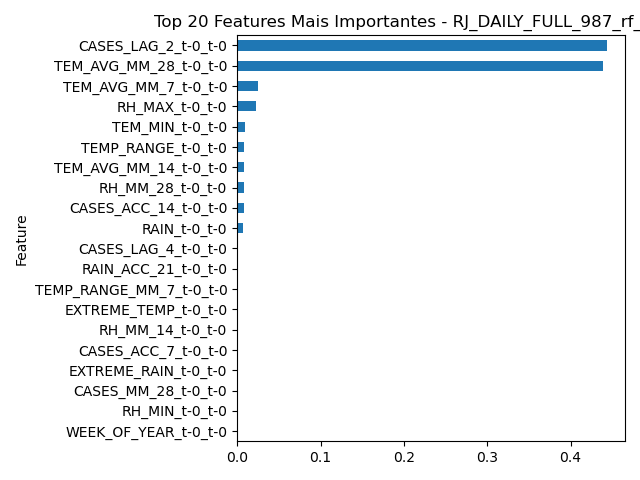 Top 20 Features Mais Importantes - RJ_DAILY_FULL_987_rf_
CASES_LAG_2_t-0_t-0
TEM_AVG_MM_28_t-0_t-0
TEM_AVG_MM_7_t-0_t-0
RH_MAX_t-0_t-0
TEM_MIN_t-0_t-0
TEMP_RANGE_t-0_t-0
TEM_AVG_MM_14_t-0_t-0
RH_MM_28_t-0_t-0
CASES_ACC_14_t-0_t-0
RAIN_t-0_t-0
CASES_LAG_4_t-0_t-0
RAIN_ACC_21_t-0_t-0
TEMP_RANGE_MM_7_t-0_t-0
EXTREME_TEMP_t-0_t-0
RH_MM_14_t-0_t-0
CASES_ACC_7_t-0_t-0
EXTREME_RAIN_t-0_t-0
CASES_MM_28_t-0_t-0
RH_MIN_t-0_t-0
WEEK_OF_YEAR_t-0_t-0
Feature
0.0 0.1 0.2 0.3 0.4